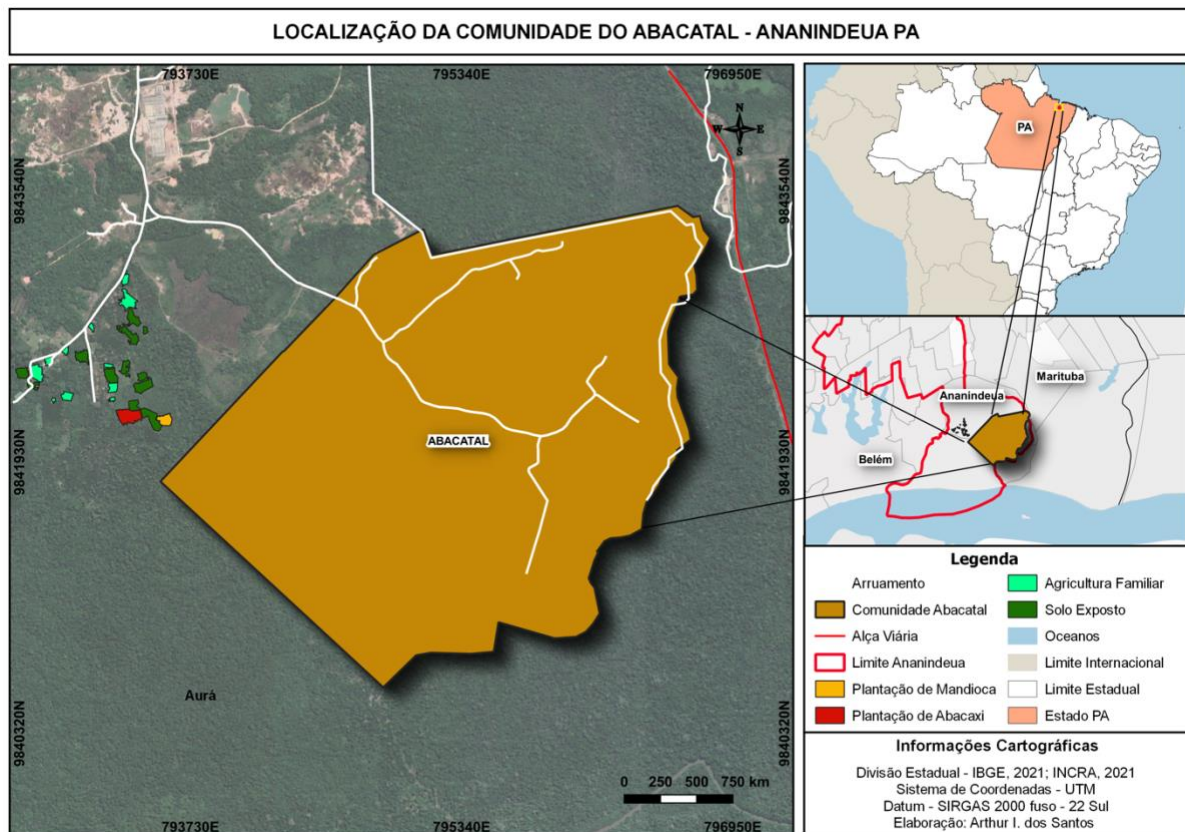 LOCALIZAÇÃO DA COMUNIDADE DO ABACATAL - ANANINDEUA PA
793730E
795340E
796950E
N
W E
S
9843540N
9843540N
ABACATAL
9841930N
9841930N
Aurá
9840320N
9840320N
0 250 500 750 km
793730E
795340E
796950E
PA
Marituba
Ananindeua
Belém
Legenda
Arruamento
Comunidade Abacatal
Alça Viária
Limite Ananindeua
Plantação de Mandioca
Plantação de Abacaxi
Agricultura Familiar
Solo Exposto
Oceanos
Limite Internacional
Limite Estadual
Estado PA
Informações Cartográficas
Divisão Estadual - IBGE, 2021; INCRA, 2021
Sistema de Coordenadas - UTM
Datum - SIRGAS 2000 fuso - 22 Sul
Elaboração: Arthur I. dos Santos